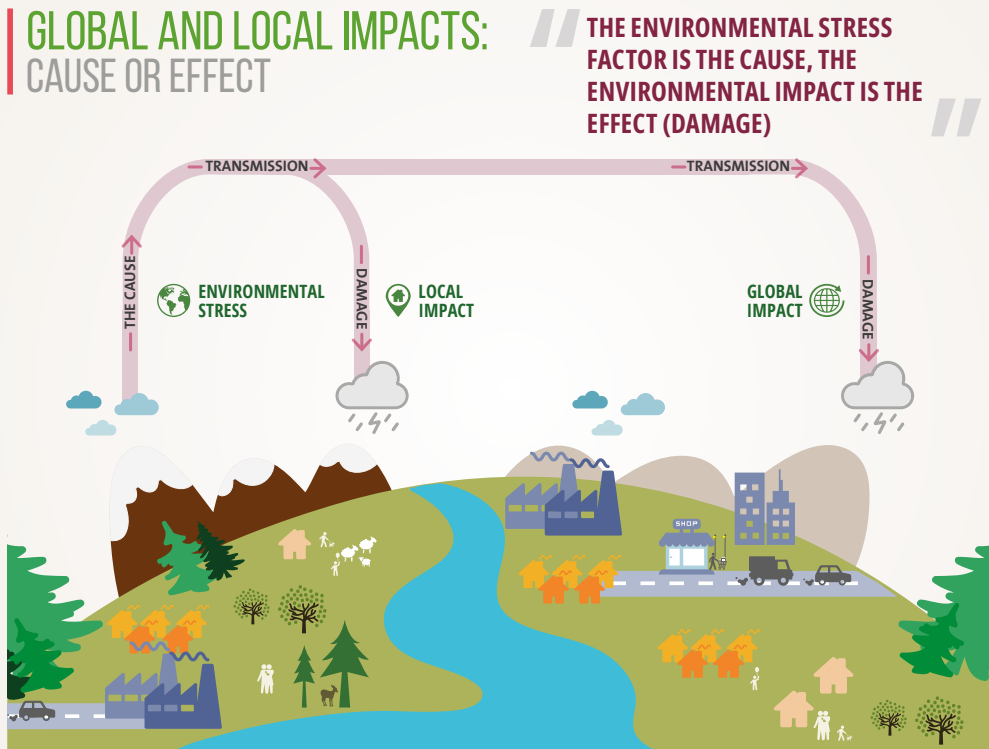 GLOBAL AND LOCAL IMPACTS:
CAUSE OR EFFECT
THE ENVIRONMENTAL STRESS
FACTOR IS THE CAUSE, THE
ENVIRONMENTAL IMPACT IS THE
EFFECT (DAMAGE)
TRANSMISSION
TRANSMISSION
THE CAUSE
ENVIRONMENTAL
STRESS
DAMAGE
LOCAL
IMPACT
GLOBAL
IMPACT
DAMAGE
SHOP